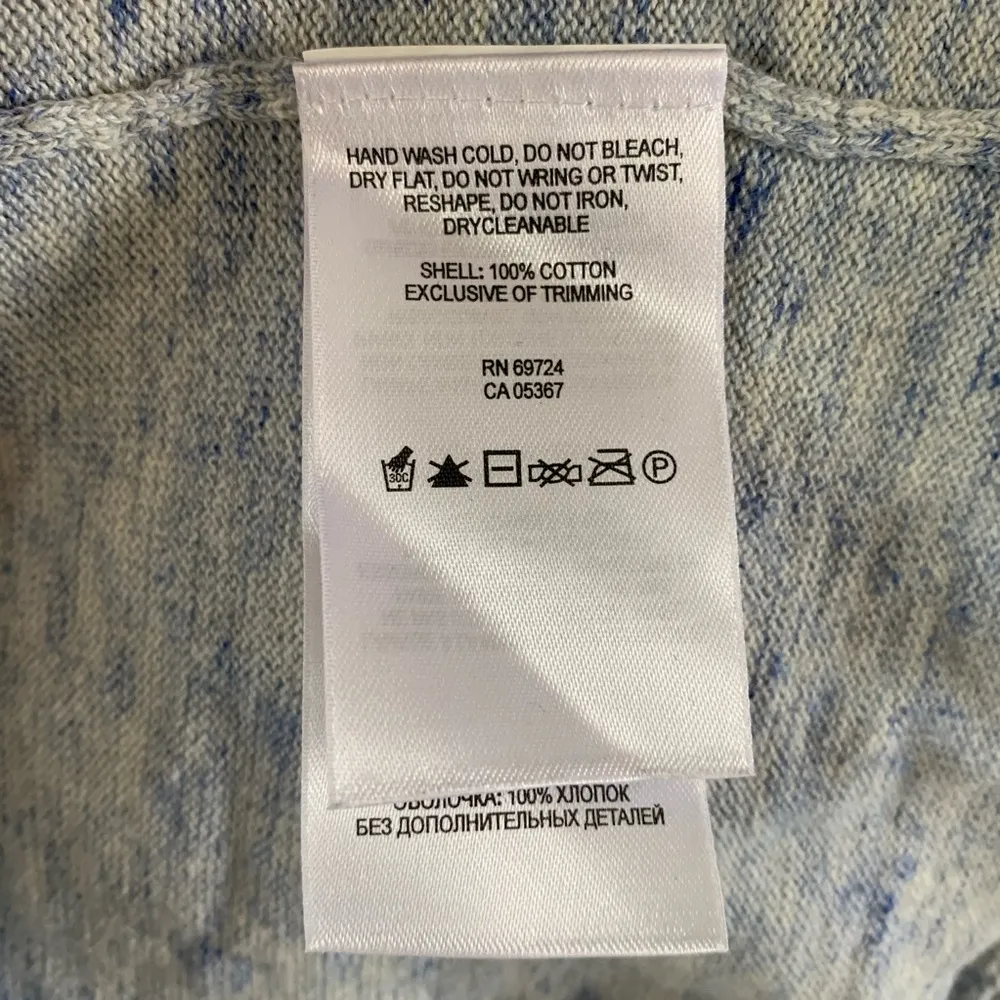 HAND WASH COLD, DO NOT BLEACH,
DRY FLAT, DO NOT WRING OR TWIST,
RESHAPE, DO NOT IRON,
DRYCLEANABLE
SHELL: 100% COTTON
EXCLUSIVE OF TRIMMING
RN 69724
CA 05367
30C
P
ОБОЛОЧКА: 100% ХЛОПОК
БЕЗ ДОПОЛНИТЕЛЬНЫХ ДЕТАЛЕЙ